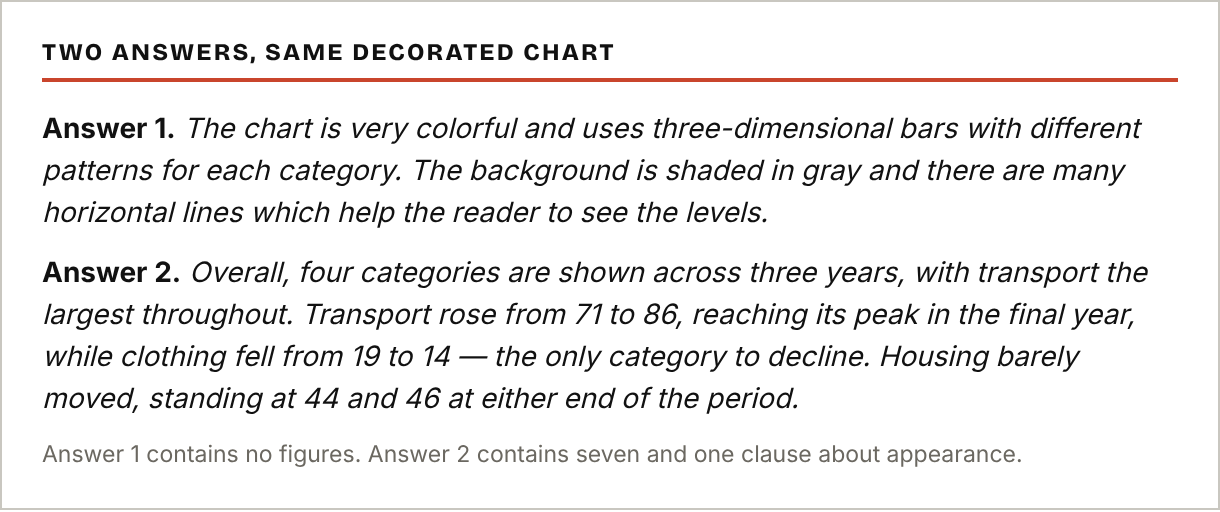 TWO ANSWERS, SAME DECORATED CHART
Answer 1. The chart is very colorful and uses three-dimensional bars with different
patterns for each category. The background is shaded in gray and there are many
horizontal lines which help the reader to see the levels.
Answer 2. Overall, four categories are shown across three years, with transport the
largest throughout. Transport rose from 71 to 86, reaching its peak in the final year,
while clothing fell from 19 to 14 — the only category to decline. Housing barely
moved, standing at 44 and 46 at either end of the period.
Answer 1 contains no figures. Answer 2 contains seven and one clause about appearance.